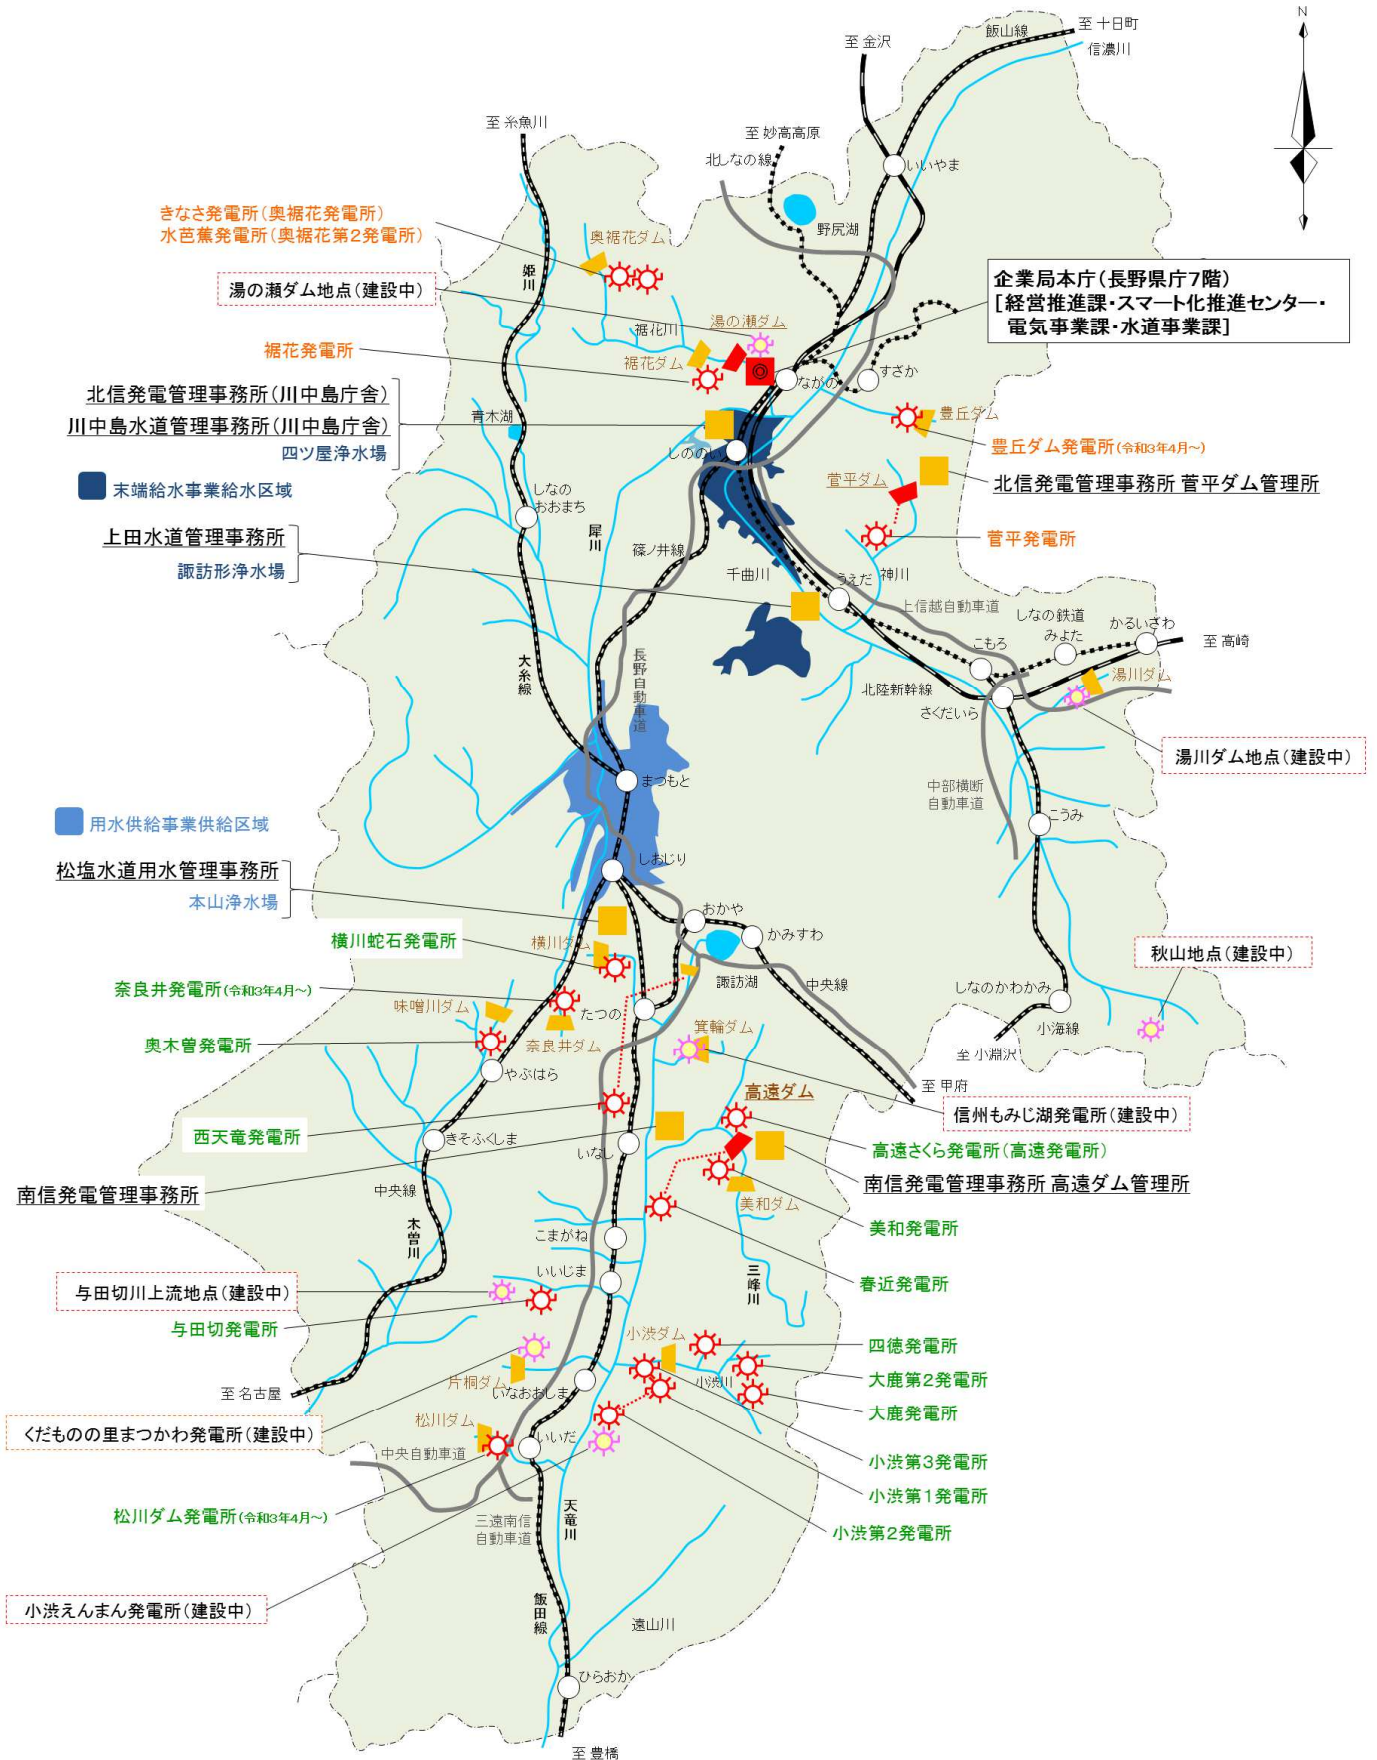 N
至 十日町
飯山線
至 金沢
信濃川
至 糸魚川
至 妙高高原
北しなの線
いいやま
きなさ発電所（奥裾花発電所）
水芭蕉発電所（奥裾花第2発電所）
奥裾花ダム
野尻湖
姫川
湯の瀬ダム地点（建設中）
企業局本庁（長野県庁7階）
［経営推進課・スマート化推進センター・
電気事業課・水道事業課］
裾花川
湯の瀬ダム
裾花発電所
裾花ダム
ながの
すざか
北信発電管理事務所（川中島庁舎）
川中島水道管理事務所（川中島庁舎）
四ツ屋浄水場
青木湖
豊丘ダム
豊丘ダム発電所（令和3年4月～）
しののい
末端給水事業給水区域
しなの
おおまち
菅平ダム
北信発電管理事務所 菅平ダム管理所
上田水道管理事務所
諏訪形浄水場
犀川
篠ノ井線
菅平発電所
千曲川
うえだ
神川
上信越自動車道
しなの鉄道
みよた
かるいざわ
至 高崎
こもろ
大糸線
長野自動車道
北陸新幹線
さくだいら
湯川ダム
湯川ダム地点（建設中）
まつもと
中部横断
自動車道
こうみ
用水供給事業供給区域
松塩水道用水管理事務所
本山浄水場
しおじり
おかや
かみすわ
横川蛇石発電所
横川ダム
秋山地点（建設中）
諏訪湖
中央線
奈良井発電所（令和3年4月～）
味噌川ダム
たつの
しなのかわかみ
小海線
奥木曽発電所
奈良井ダム
箕輪ダム
至 小淵沢
やぶはら
至 甲府
高遠ダム
信州もみじ湖発電所（建設中）
西天竜発電所
きそふくしま
いなし
高遠さくら発電所（高遠発電所）
南信発電管理事務所
中央線
南信発電管理事務所 高遠ダム管理所
美和ダム
木曽川
美和発電所
こまがね
いいじま
三峰川
春近発電所
与田切川上流地点（建設中）
与田切発電所
小渋ダム
四徳発電所
片桐ダム
いなおおしま
小渋川
大鹿第2発電所
至 名古屋
大鹿発電所
松川ダム
くだものの里まつかわ発電所（建設中）
いいだ
中央自動車道
小渋第3発電所
小渋第1発電所
松川ダム発電所（令和3年4月～）
三遠南信
自動車道
天竜川
小渋第2発電所
小渋えんまん発電所（建設中）
飯田線
遠山川
ひらおか
至 豊橋